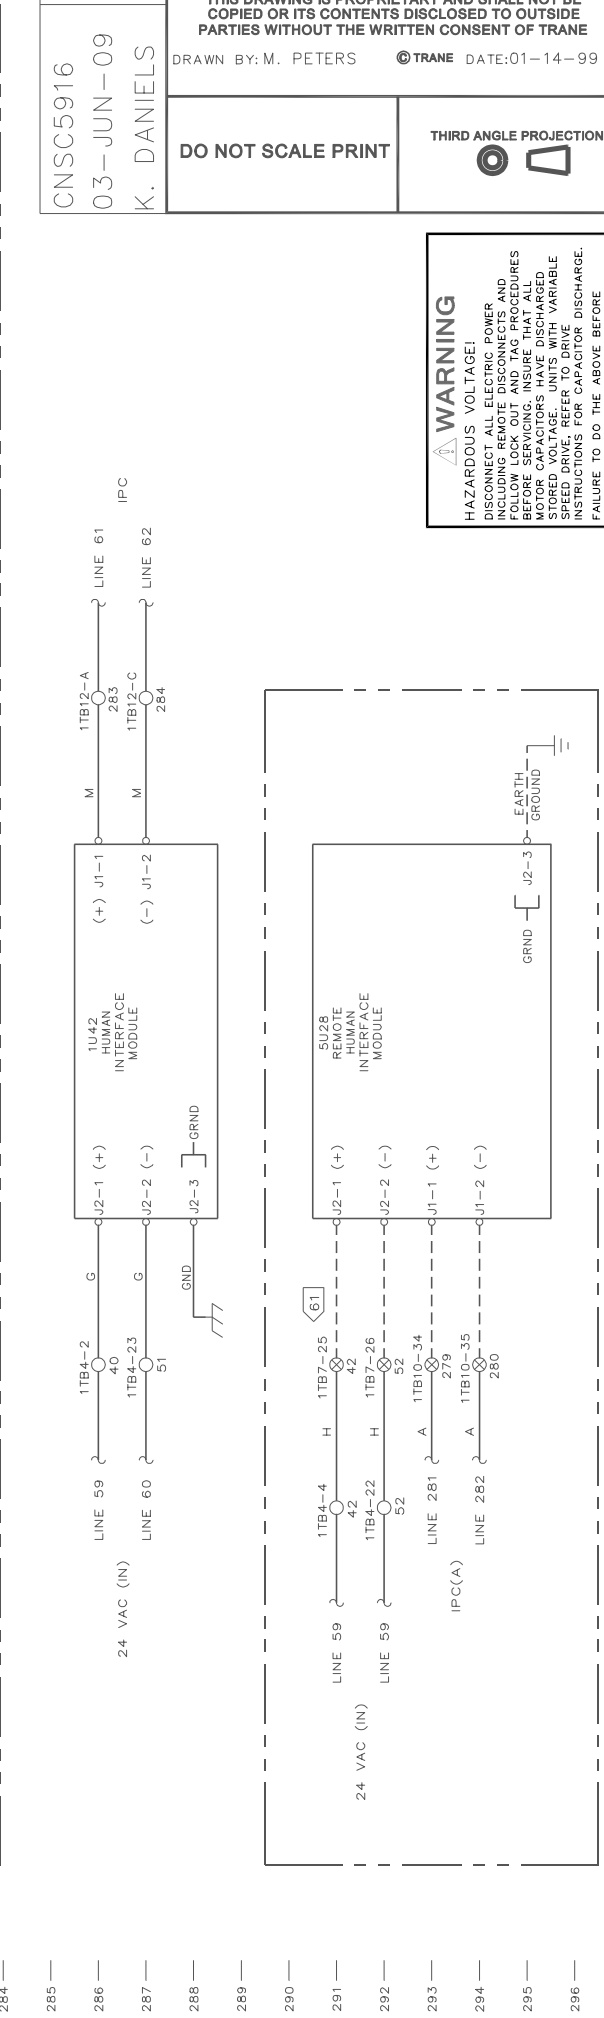 THIS DRAWING IS PROPRIETARY AND SHALL NOT BE
COPIED OR ITS CONTENTS DISCLOSED TO OUTSIDE
PARTIES WITHOUT THE WRITTEN CONSENT OF TRANE
DRAWN BY: M. PETERS © TRANE DATE:01-14-99
DO NOT SCALE PRINT
THIRD ANGLE PROJECTION
CNSC5916
03-JUN-09
K. DANIELS
WARNING
HAZARDOUS VOLTAGE!
DISCONNECT ALL ELECTRIC POWER
INCLUDING REMOTE DISCONNECTS AND
FOLLOW LOCK OUT AND TAG PROCEDURES
BEFORE SERVICING. INSURE THAT ALL
MOTOR CAPACITORS HAVE DISCHARGED
STORED VOLTAGE. UNITS WITH VARIABLE
SPEED DRIVE, REFER TO DRIVE
INSTRUCTIONS FOR CAPACITOR DISCHARGE.
FAILURE TO DO THE ABOVE BEFORE
284
285
286
287
288
289
290
291
292
293
294
295
296
24 VAC (IN)
LINE 59
1TB4-2
40
G
J2-1 (+)
LINE 60
1TB4-23
51
G
J2-2 (-)
GND
J2-3
GRND
1U42
HUMAN
INTERFACE
MODULE
(+) J1-1
M
1TB12-A
283
LINE 61
(-) J1-2
M
1TB12-C
284
LINE 62
IPC
24 VAC (IN)
LINE 59
1TB4-4
42
H
1TB7-25
42
61
J2-1 (+)
LINE 59
1TB4-22
52
H
1TB7-26
52
J2-2 (-)
IPC(A)
LINE 281
A
1TB10-34
279
J1-1 (+)
LINE 282
A
1TB10-35
280
J1-2 (-)
5U28
REMOTE
HUMAN
INTERFACE
MODULE
GRND
J2-3
EARTH
GROUND